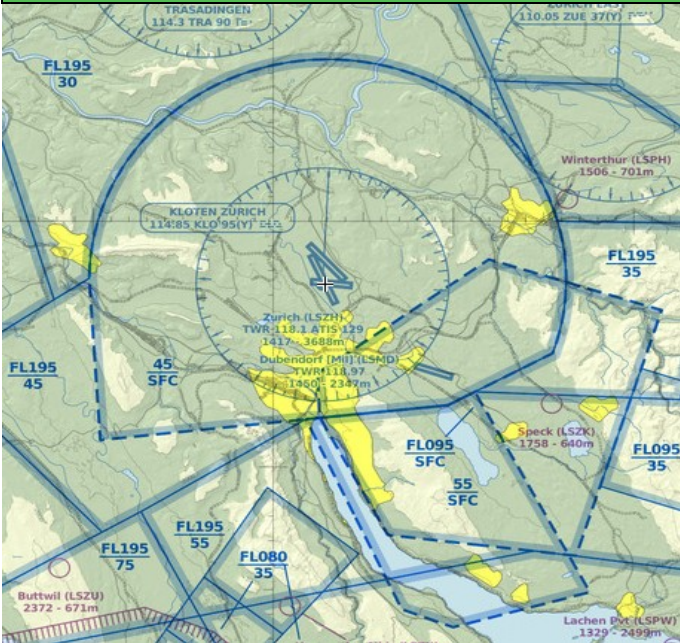 TRASADINGEN
114.3 TRA 90
ZURICH EAST
110.05 ZUE 37(Y)
FL195
30
Winterthur (LSPH)
1506 - 701m
KLOTEN ZURICH
114.85 KLO 95(Y)
FL195
35
Zurich (LSZH)
TWR 118.1 ATIS 129
1417 - 3688m
Dubendorf [Mil] (LSMD)
TWR 118.97
1450 - 2347m
FL195
45
45
SFC
Speck (LSZK)
1758 - 640m
FL095
SFC
FL095
35
55
SFC
FL195
55
FL195
75
FL080
35
Buttwil (LSZU)
2372 - 671m
Lachen Pvt (LSPW)
1329 - 2499m